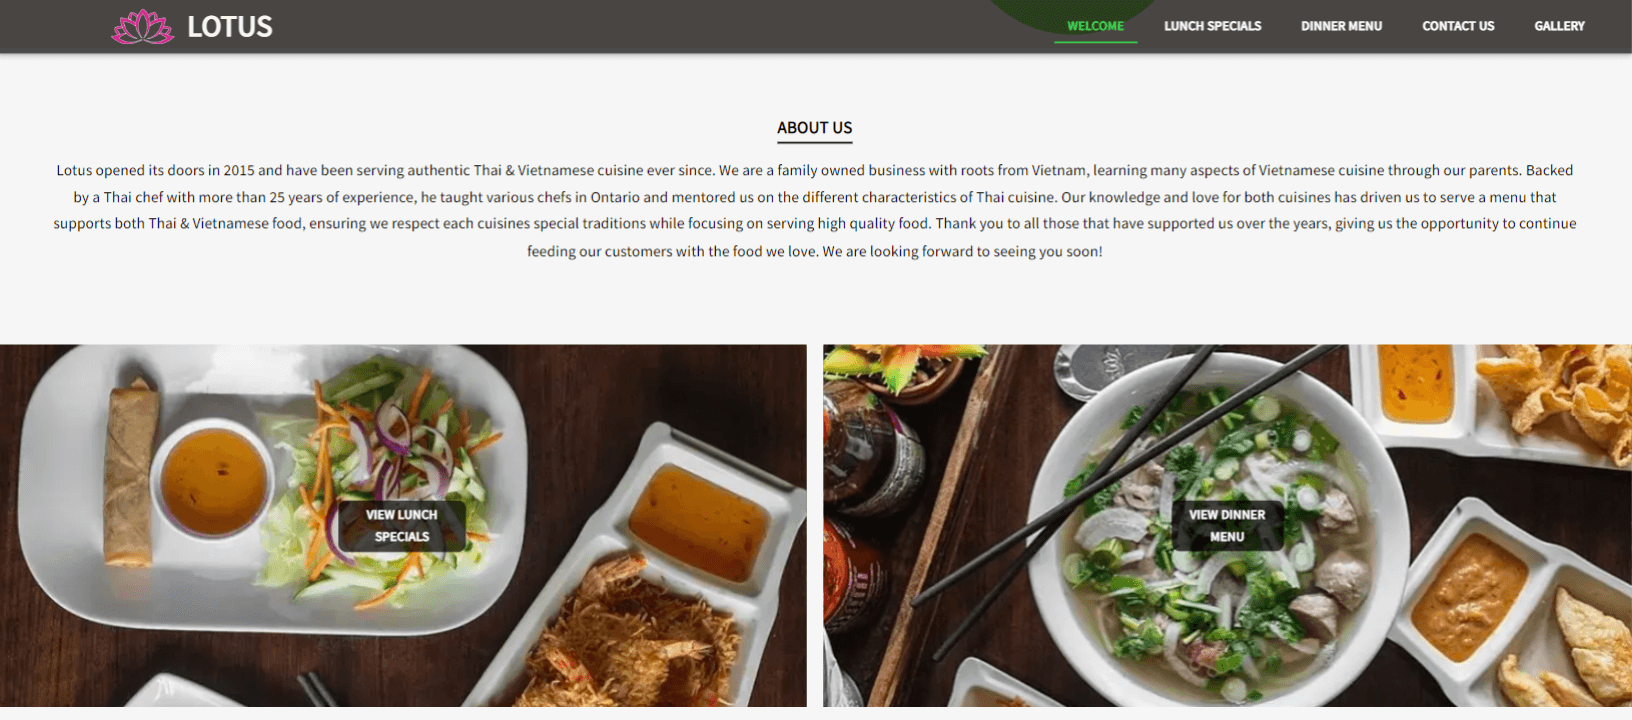 LOTUS
WELCOME LUNCH SPECIALS DINNER MENU CONTACT US GALLERY
ABOUT US
Lotus opened its doors in 2015 and have been serving authentic Thai & Vietnamese cuisine ever since. We are a family owned business with roots from Vietnam, learning many aspects of Vietnamese cuisine through our parents. Backed
by a Thai chef with more than 25 years of experience, he taught various chefs in Ontario and mentored us on the different characteristics of Thai cuisine. Our knowledge and love for both cuisines has driven us to serve a menu that
supports both Thai & Vietnamese food, ensuring we respect each cuisines special traditions while focusing on serving high quality food. Thank you to all those that have supported us over the years, giving us the opportunity to continue
feeding our customers with the food we love. We are looking forward to seeing you soon!
VIEW LUNCH
SPECIALS
VIEW DINNER
MENU